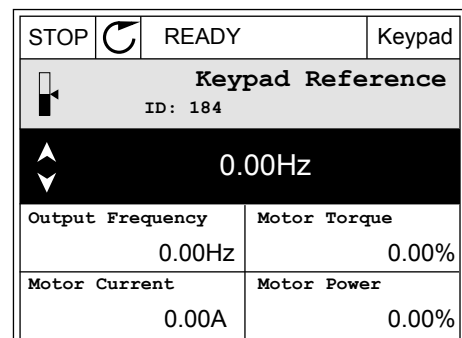 STOP READY Keypad
Keypad Reference
ID: 184
0.00Hz
Output Frequency Motor Torque
0.00Hz 0.00%
Motor Current Motor Power
0.00A 0.00%